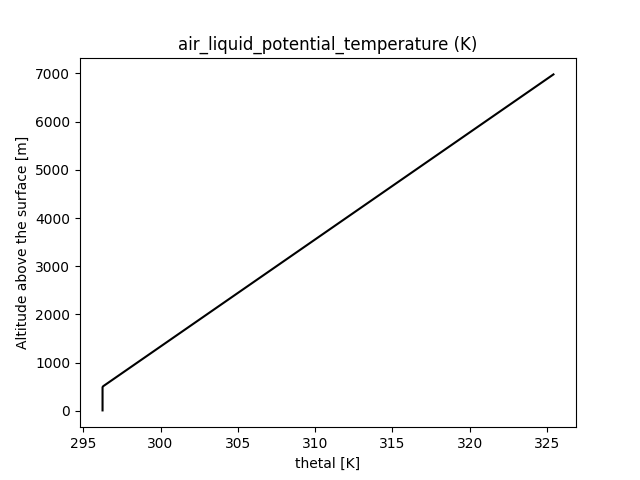 air_liquid_potential_temperature (K)
Altitude above the surface [m]
7000
6000
5000
4000
3000
2000
1000
0
295 300 305 310 315 320 325
thetal [K]